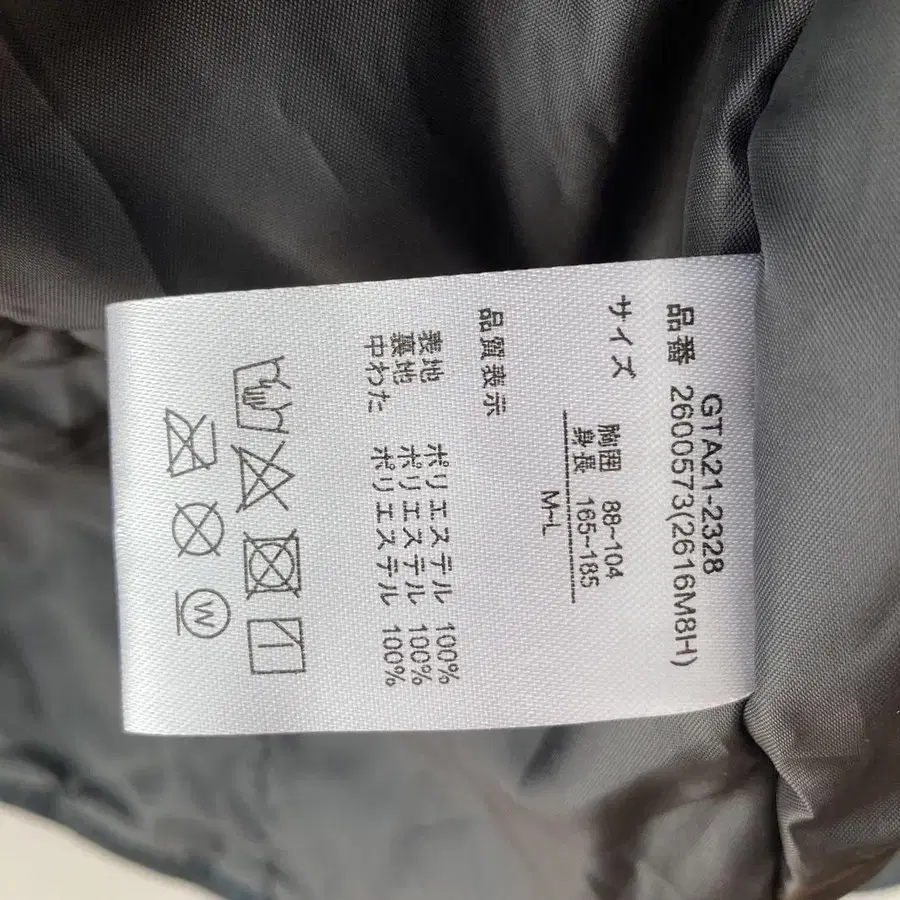 GTA21-2328
品番 2600573(2616M8H)
サイズ
胸囲 88~104
身長 165~185
M~L
品質表示
表地 ポリエステル 100%
裏地 ポリエステル 100%
中わた ポリエステル 100%
W